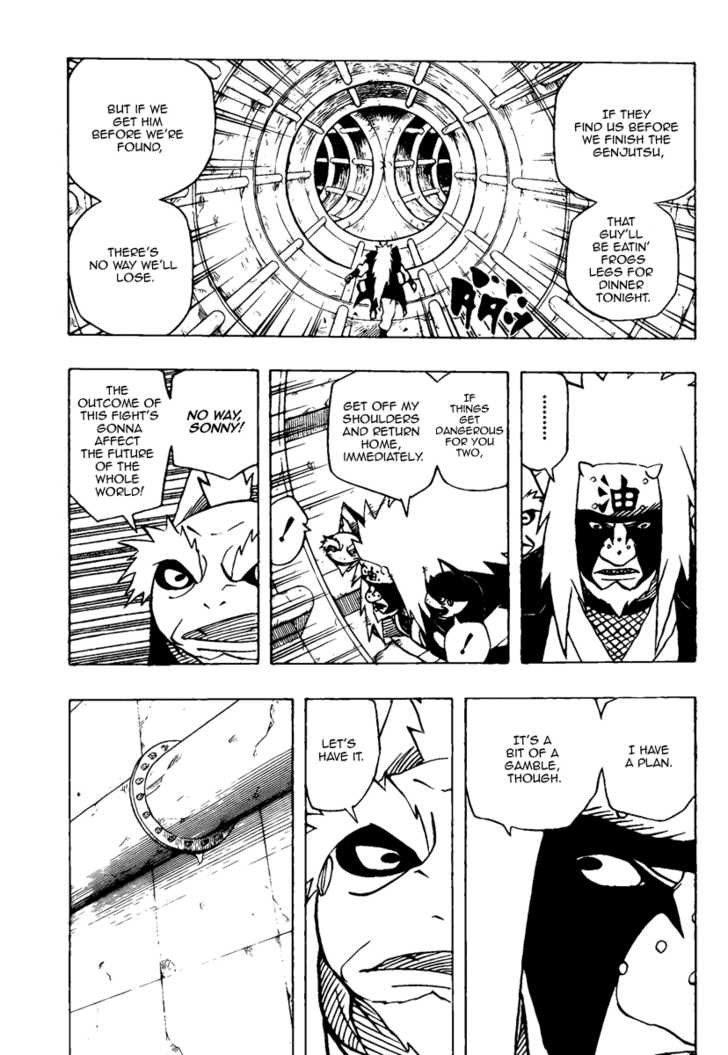 IF THEY
FIND US BEFORE
WE FINISH THE
GENJUTSU,
THAT
GUY'LL
BE EATIN'
FROGS
LEGS FOR
DINNER
TONIGHT.
BUT IF WE
GET HIM
BEFORE WE'RE
FOUND,
THERE'S
NO WAY WE'LL
LOSE.
.........
油
IF
THINGS
GET
DANGEROUS
FOR YOU
TWO,
GET OFF MY
SHOULDERS
AND RETURN
HOME,
IMMEDIATELY.
!
!
NO WAY,
SONNY!
THE
OUTCOME OF
THIS FIGHT'S
GONNA
AFFECT
THE FUTURE
OF THE
WHOLE
WORLD!
I HAVE
A PLAN.
IT'S A
BIT OF A
GAMBLE,
THOUGH.
LET'S
HAVE IT.